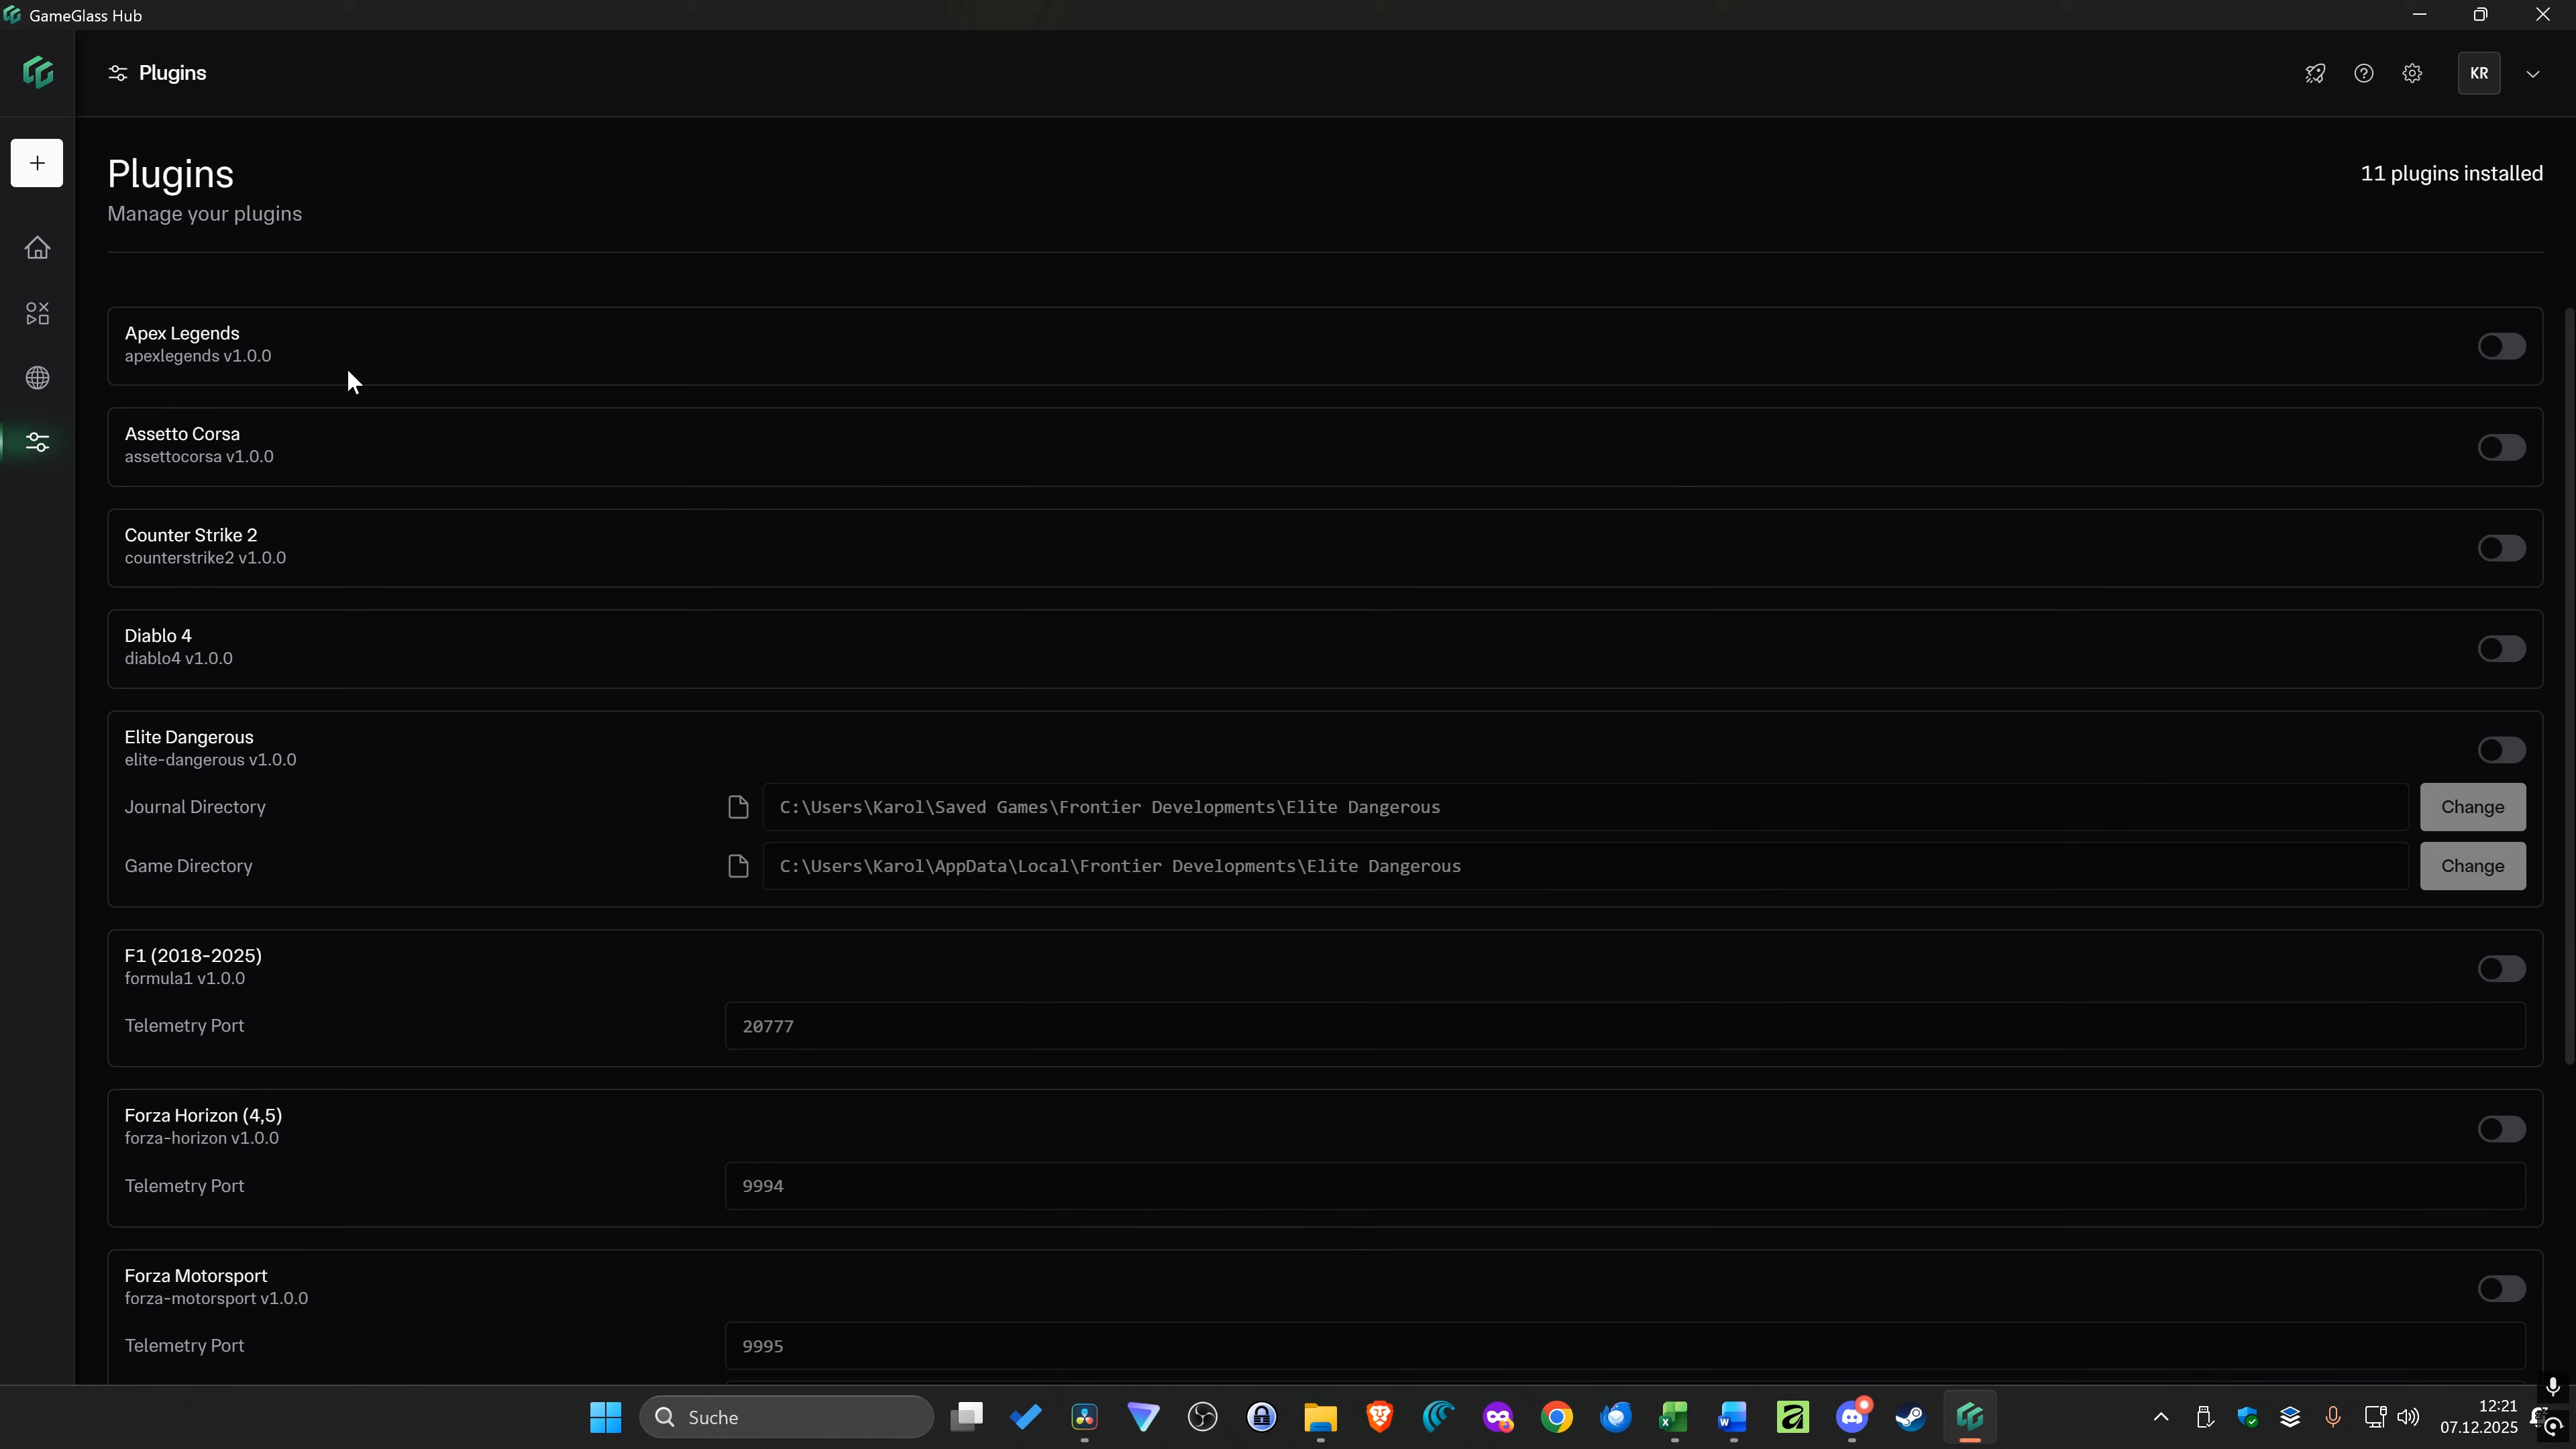 GameGlass Hub
Plugins
KR
Plugins
11 plugins installed
Manage your plugins
Apex Legends
apexlegends v1.0.0
Assetto Corsa
assettocorsa v1.0.0
Counter Strike 2
counterstrike2 v1.0.0
Diablo 4
diablo4 v1.0.0
Elite Dangerous
elite-dangerous v1.0.0
Journal Directory
C:\Users\Karol\Saved Games\Frontier Developments\Elite Dangerous
Change
Game Directory
C:\Users\Karol\AppData\Local\Frontier Developments\Elite Dangerous
Change
F1 (2018-2025)
formula1 v1.0.0
Telemetry Port
20777
Forza Horizon (4,5)
forza-horizon v1.0.0
Telemetry Port
9994
Forza Motorsport
forza-motorsport v1.0.0
Telemetry Port
9995
Suche
12:21
07.12.2025